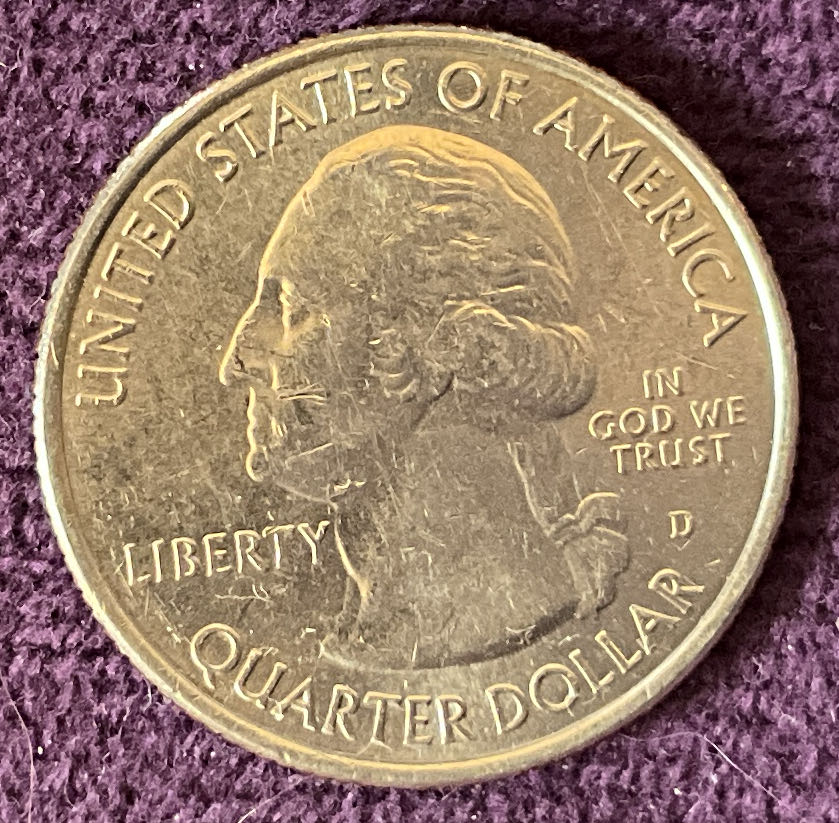 UNITED STATES OF AMERICA
IN
GOD WE
TRUST
LIBERTY
D
QUARTER DOLLAR